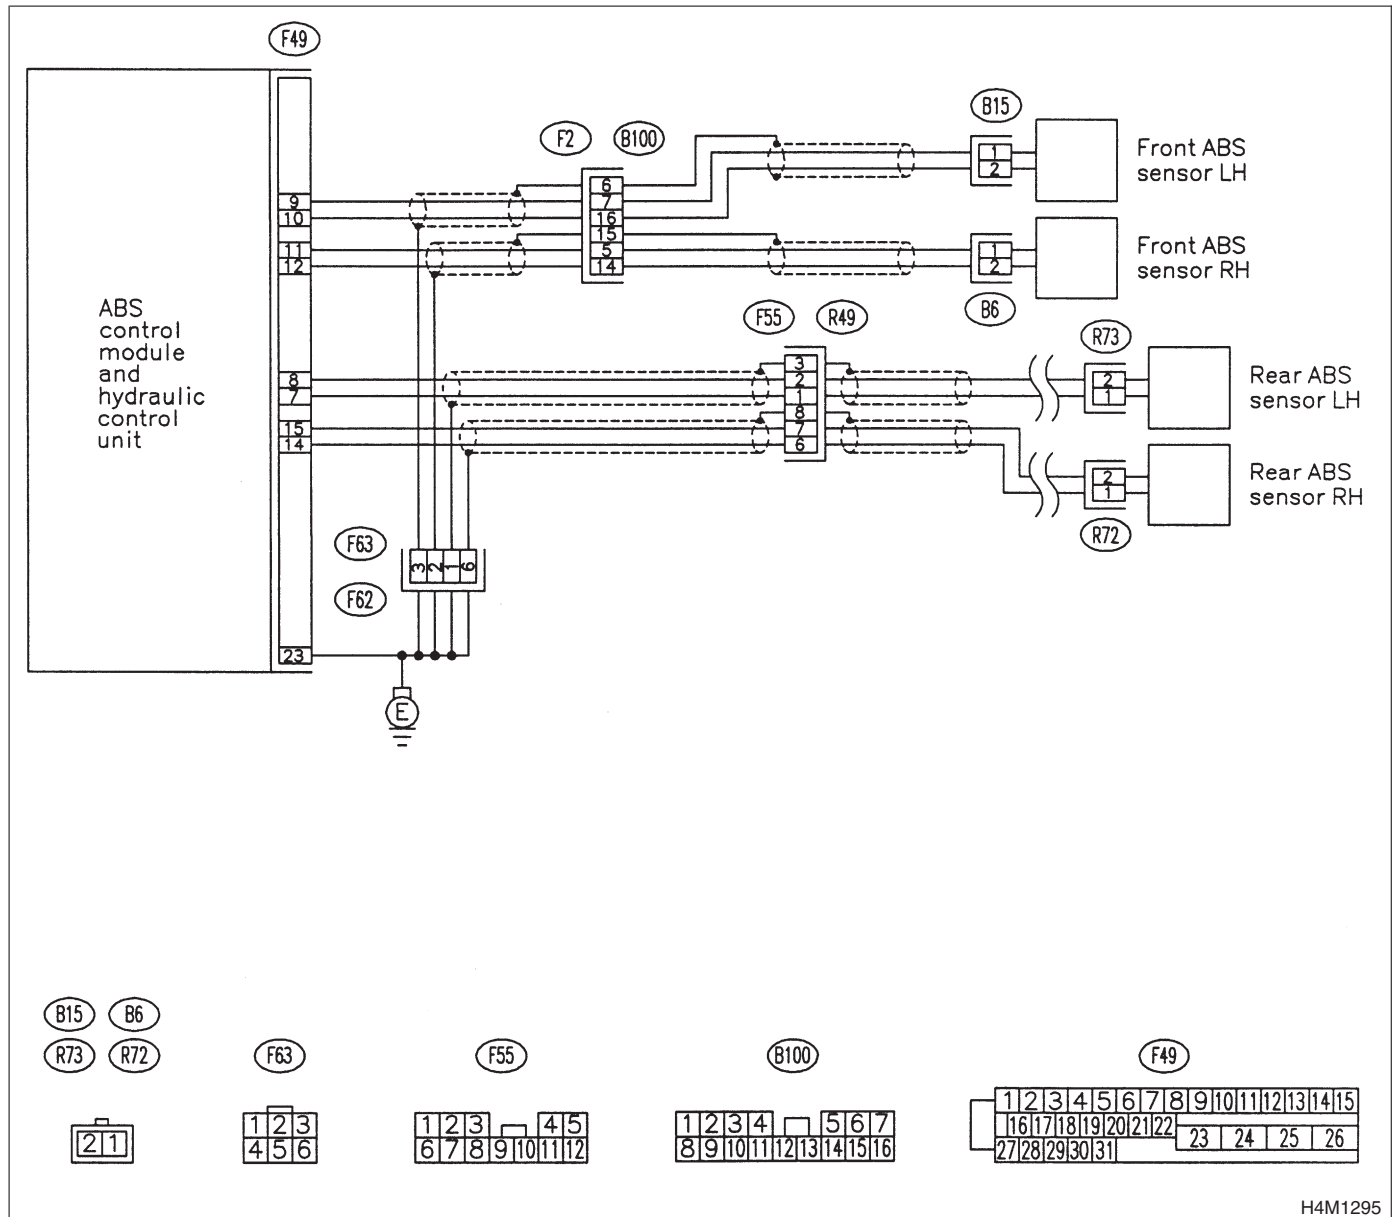 F49
B15
F2 B100
Front ABS
sensor LH
1
2
6
7
16
15
5
14
9
10
11
12
Front ABS
sensor RH
1
2
B6
ABS
control
module
and
hydraulic
control
unit
F55 R49
R73
3
2
1
8
7
6
8
7
15
14
2
1
Rear ABS
sensor LH
2
1
Rear ABS
sensor RH
R72
F63
3 2 1 6
F62
23
E
B15 B6
R73 R72
F63
F55
B100
F49
2 1
1 2 3
4 5 6
1 2 3 4 5
6 7 8 9 10 11 12
1 2 3 4 5 6 7
8 9 10 11 12 13 14 15 16
1 2 3 4 5 6 7 8 9 10 11 12 13 14 15
16 17 18 19 20 21 22 23 24 25 26
27 28 29 30 31
H4M1295